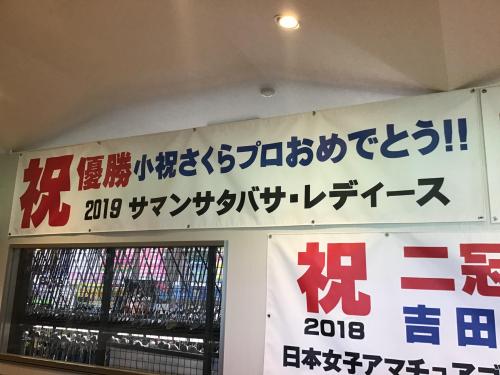 祝 優勝 小祝さくらプロおめでとう!!
2019 サマンサタバサ・レディース
祝 二冠
2018 吉田
日本女子アマチュアゴ